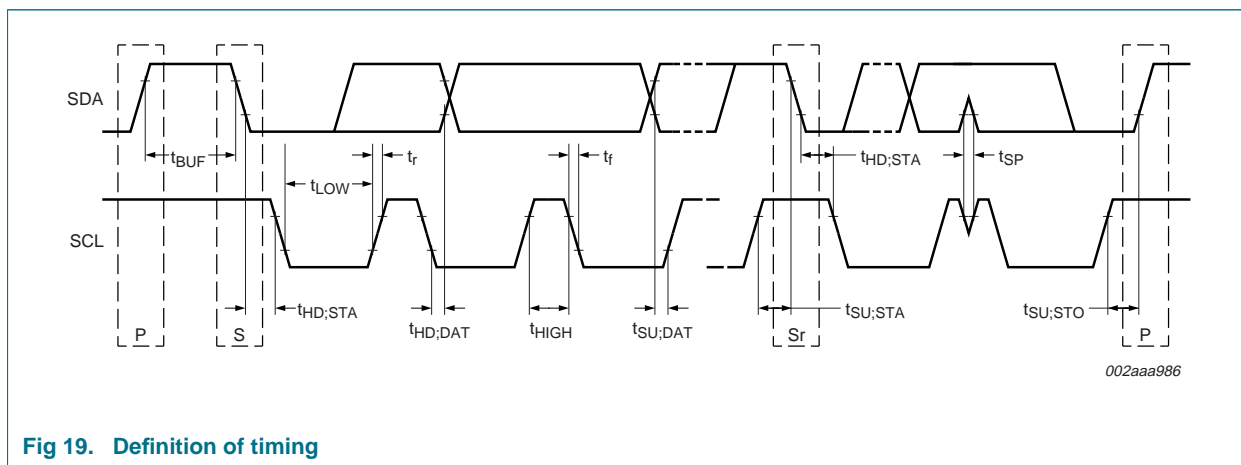 SDA
tBUF
tLOW
tr
tf
tHD;STA
tSP
SCL
tHD;STA
tHD;DAT
tHIGH
tSU;DAT
tSU;STA
tSU;STO
P
S
Sr
P
002aaa986
Fig 19. Definition of timing